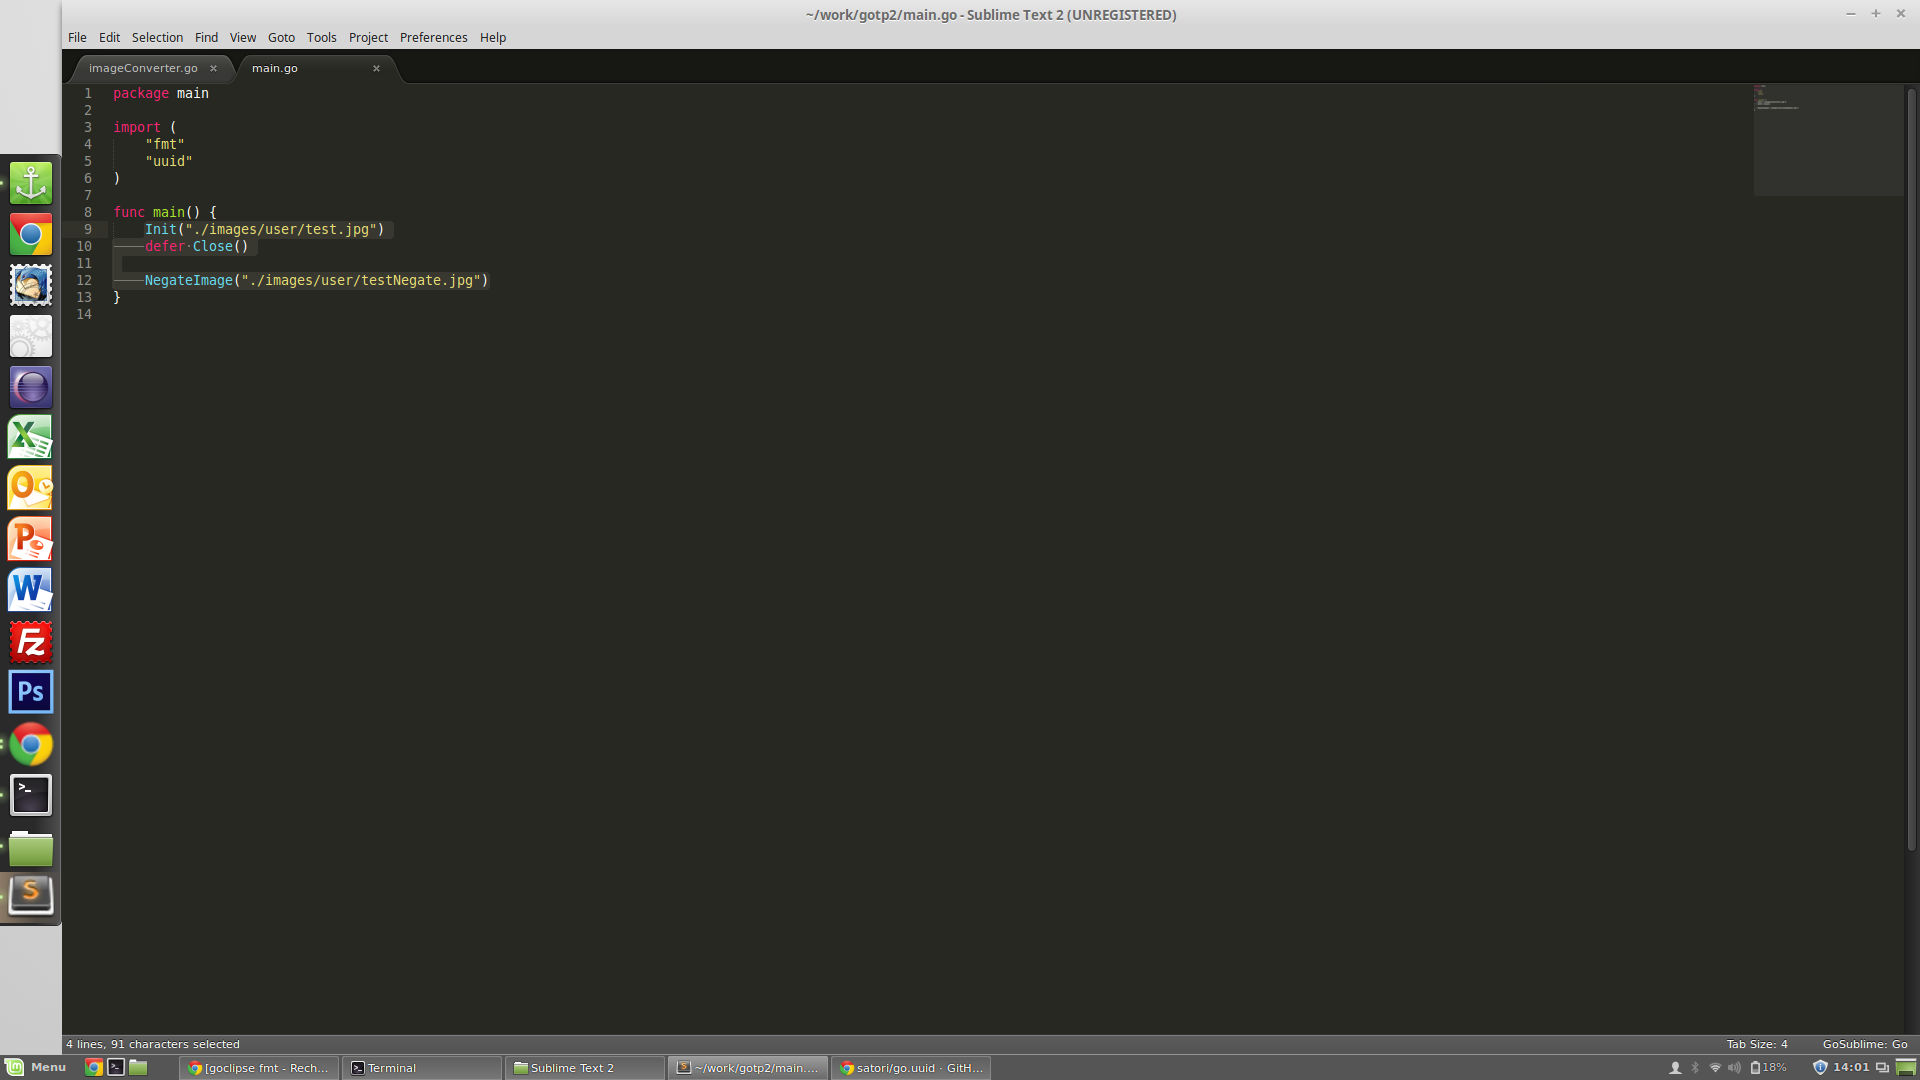 ~/work/gotp2/main.go - Sublime Text 2 (UNREGISTERED)
File Edit Selection Find View Goto Tools Project Preferences Help
imageConverter.go × main.go ×
1 package main
2
3 import (
4 "fmt"
5 "uuid"
6 )
7
8 func main() {
9 Init("./images/user/test.jpg")
10 defer Close()
11
12 NegateImage("./images/user/testNegate.jpg")
13 }
14
X
O
P
W
Fz
Ps
>_
S
4 lines, 91 characters selected Tab Size: 4 GoSublime: Go
Menu [goclipse fmt - Rech... Terminal Sublime Text 2 ~/work/gotp2/main.... satori/go.uuid · GitH... 18% 14:01